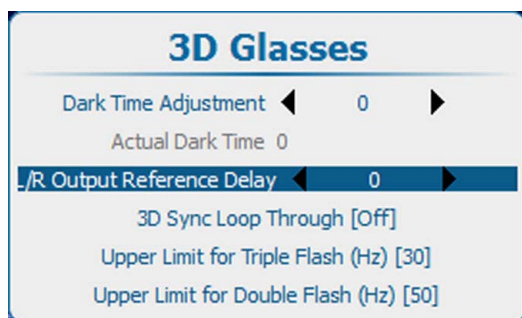 3D Glasses
Dark Time Adjustment 0
Actual Dark Time 0
L/R Output Reference Delay 0
3D Sync Loop Through [Off]
Upper Limit for Triple Flash (Hz) [30]
Upper Limit for Double Flash (Hz) [50]